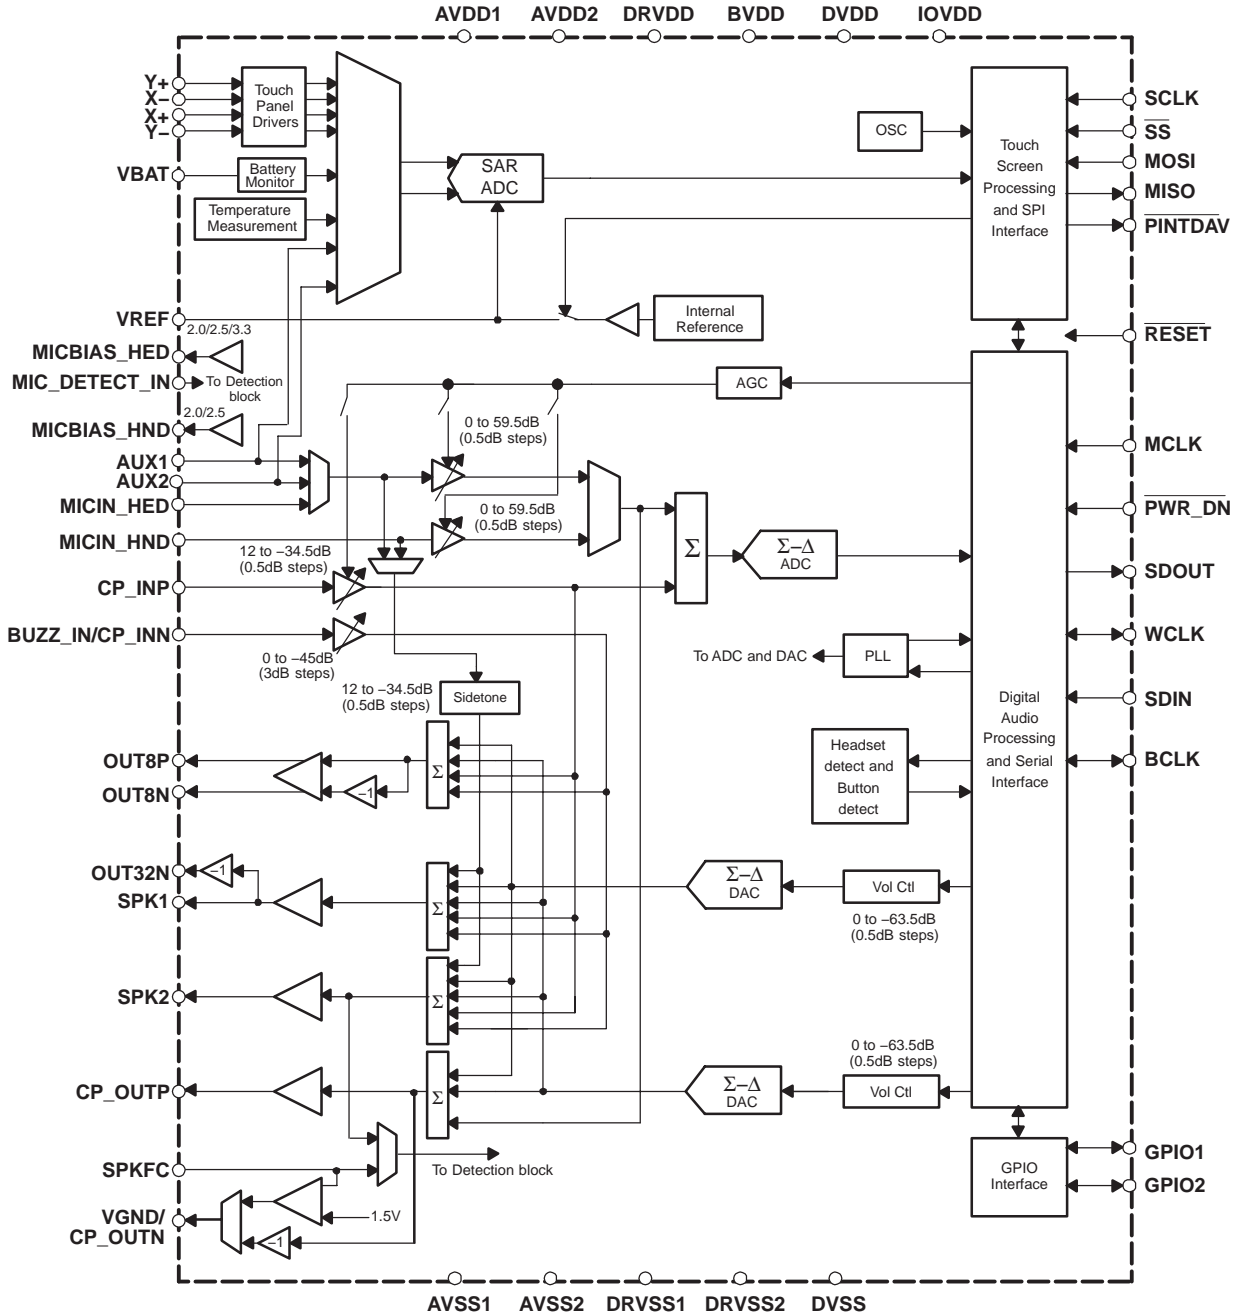 AVDD1 AVDD2 DRVDD BVDD DVDD IOVDD
Y+
X−
X+
Y−
Touch
Panel
Drivers
VBAT
Battery
Monitor
Temperature
Measurement
SAR
ADC
OSC
Touch
Screen
Processing
and SPI
Interface
SCLK
SS
MOSI
MISO
PINTDAV
VREF
Internal
Reference
RESET
2.0/2.5/3.3
MICBIAS_HED
MIC_DETECT_IN
To Detection
block
AGC
2.0/2.5
MICBIAS_HND
0 to 59.5dB
(0.5dB steps)
MCLK
AUX1
AUX2
MICIN_HED
0 to 59.5dB
(0.5dB steps)
PWR_DN
MICIN_HND
12 to −34.5dB
(0.5dB steps)
Σ
Σ−Δ
ADC
SDOUT
CP_INP
BUZZ_IN/CP_INN
0 to −45dB
(3dB steps)
To ADC and DAC
PLL
WCLK
12 to −34.5dB
(0.5dB steps)
Sidetone
Digital
Audio
Processing
and Serial
Interface
SDIN
OUT8P
OUT8N
−1
Σ
Headset
detect and
Button
detect
BCLK
OUT32N
−1
SPK1
Σ
Σ−Δ
DAC
Vol Ctl
0 to −63.5dB
(0.5dB steps)
SPK2
Σ
0 to −63.5dB
(0.5dB steps)
CP_OUTP
Σ
Σ−Δ
DAC
Vol Ctl
SPKFC
To Detection block
GPIO
Interface
GPIO1
GPIO2
VGND/
CP_OUTN
1.5V
−1
AVSS1 AVSS2 DRVSS1 DRVSS2 DVSS